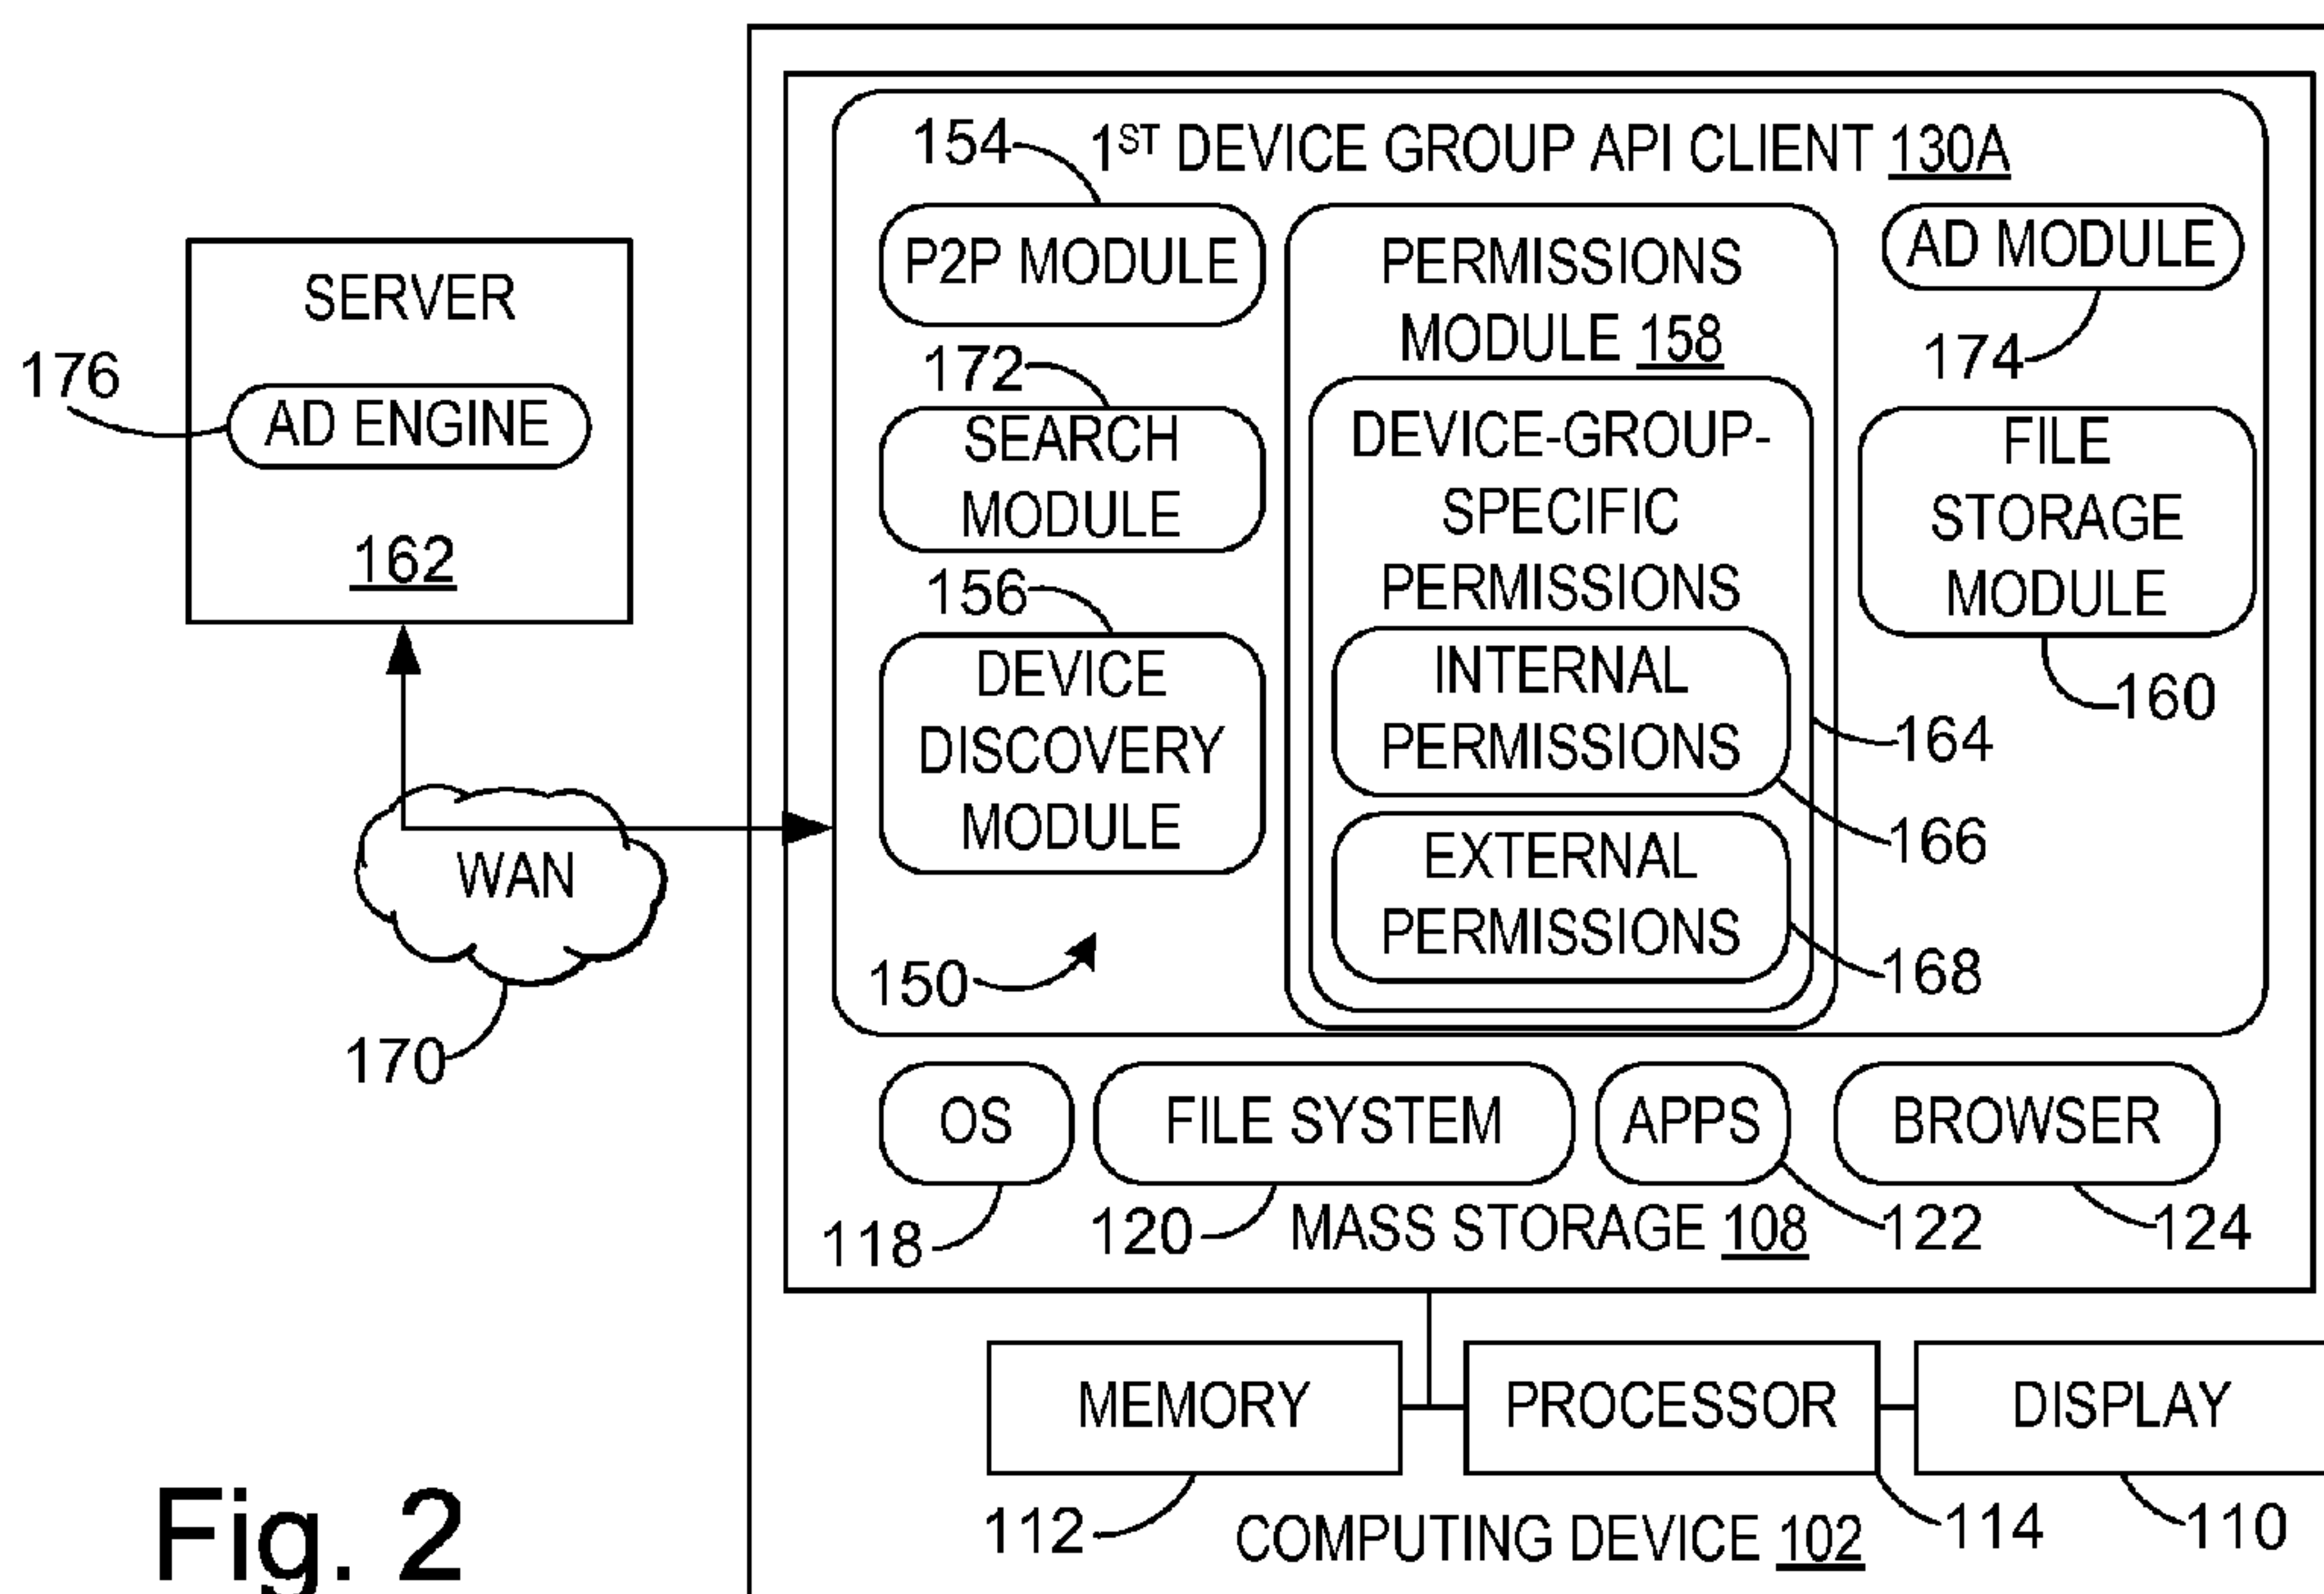 154
1ST DEVICE GROUP API CLIENT 130A
P2P MODULE
PERMISSIONS
MODULE 158
AD MODULE
174
SERVER
176
AD ENGINE
162
172
SEARCH
MODULE
DEVICE-GROUP-
SPECIFIC
PERMISSIONS
FILE
STORAGE
MODULE
160
156
DEVICE
DISCOVERY
MODULE
INTERNAL
PERMISSIONS
164
166
EXTERNAL
PERMISSIONS
168
WAN
170
150
OS
FILE SYSTEM
APPS
BROWSER
118
120
MASS STORAGE 108
122
124
MEMORY
PROCESSOR
DISPLAY
112
COMPUTING DEVICE 102
114
110
Fig. 2